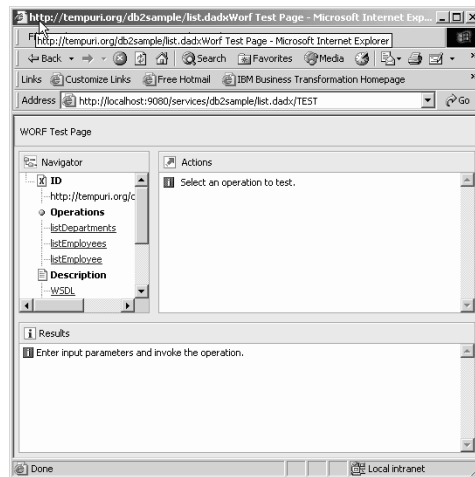 http://tempuri.org/db2sample/list.dadxWorf Test Page - Microsoft Internet Exp...
http://tempuri.org/db2sample/list.dadxWorf Test Page - Microsoft Internet Explorer
Back Search Favorites Media
Links Customize Links Free Hotmail IBM Business Transformation Homepage
Address http://localhost:9080/services/db2sample/list.dadx/TEST Go
WORF Test Page
Navigator
ID
http://tempuri.org/c
Operations
listDepartments
listEmployees
listEmployee
Description
WSDL
Actions
Select an operation to test.
Results
Enter input parameters and invoke the operation.
Done Local intranet